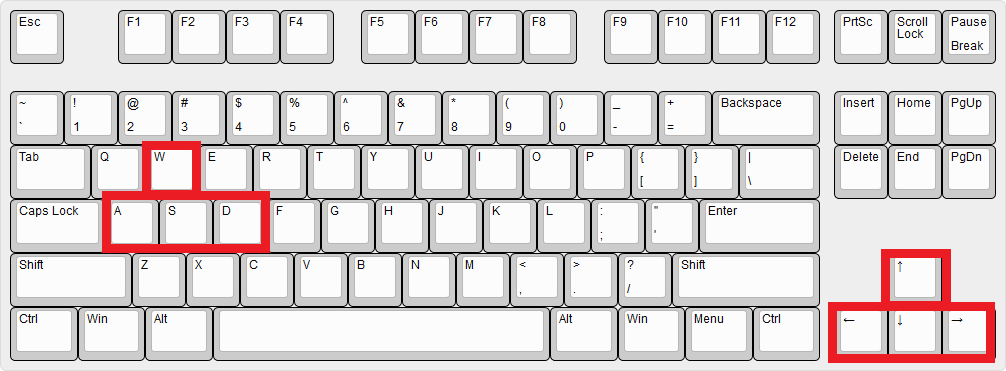 Esc F1 F2 F3 F4 F5 F6 F7 F8 F9 F10 F11 F12 PrtSc Scroll Lock Pause Break
~ ` ! 1 @ 2 # 3 $ 4 % 5 ^ 6 & 7 * 8 ( 9 ) 0 _ - + = Backspace Insert Home PgUp
Tab Q W E R T Y U I O P { [ } ] | \ Delete End PgDn
Caps Lock A S D F G H J K L : ; " ' Enter
Shift Z X C V B N M < , > . ? / Shift ↑
Ctrl Win Alt Alt Win Menu Ctrl ← ↓ →